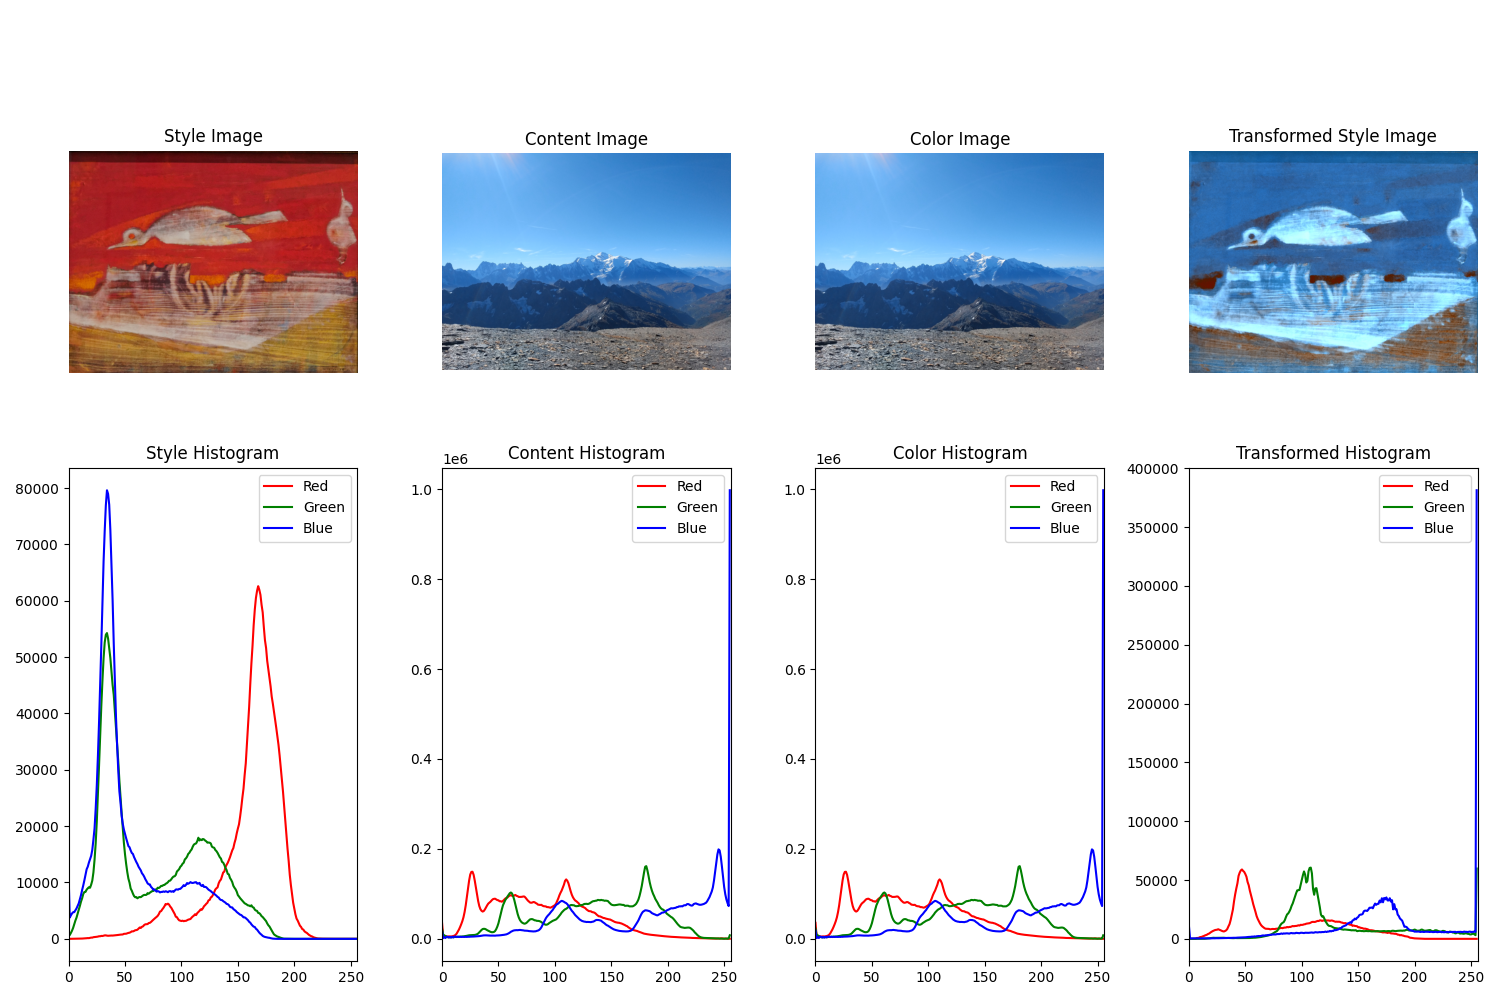 Style Image
Content Image
Color Image
Transformed Style Image
Style Histogram
80000
70000
60000
50000
40000
30000
20000
10000
0
0 50 100 150 200 250
Red
Green
Blue
Content Histogram
1e6
1.0
0.8
0.6
0.4
0.2
0.0
0 50 100 150 200 250
Red
Green
Blue
Color Histogram
1e6
1.0
0.8
0.6
0.4
0.2
0.0
0 50 100 150 200 250
Red
Green
Blue
Transformed Histogram
400000
350000
300000
250000
200000
150000
100000
50000
0
0 50 100 150 200 250
Red
Green
Blue